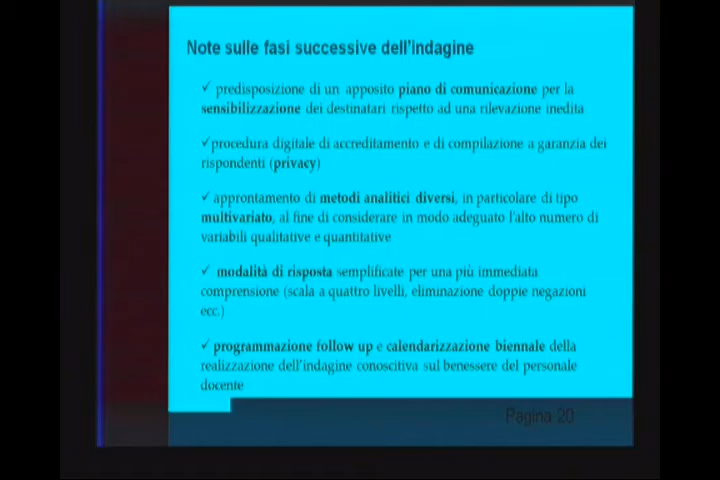 Note sulle fasi successive dell'indagine
✓ predisposizione di un apposito piano di comunicazione per la
sensibilizzazione dei destinatari rispetto ad una rilevazione inedita
✓procedura digitale di accreditamento e di compilazione a garanzia dei
rispondenti (privacy)
✓ approntamento di metodi analitici diversi, in particolare di tipo
multivariato, al fine di considerare in modo adeguato l'alto numero di
variabili qualitative e quantitative
✓ modalità di risposta semplificate per una più immediata
comprensione (scala a quattro livelli, eliminazione doppie negazioni
ecc.)
✓ programmazione follow up e calendarizzazione biennale della
realizzazione dell'indagine conoscitiva sul benessere del personale
docente
Pagina 20